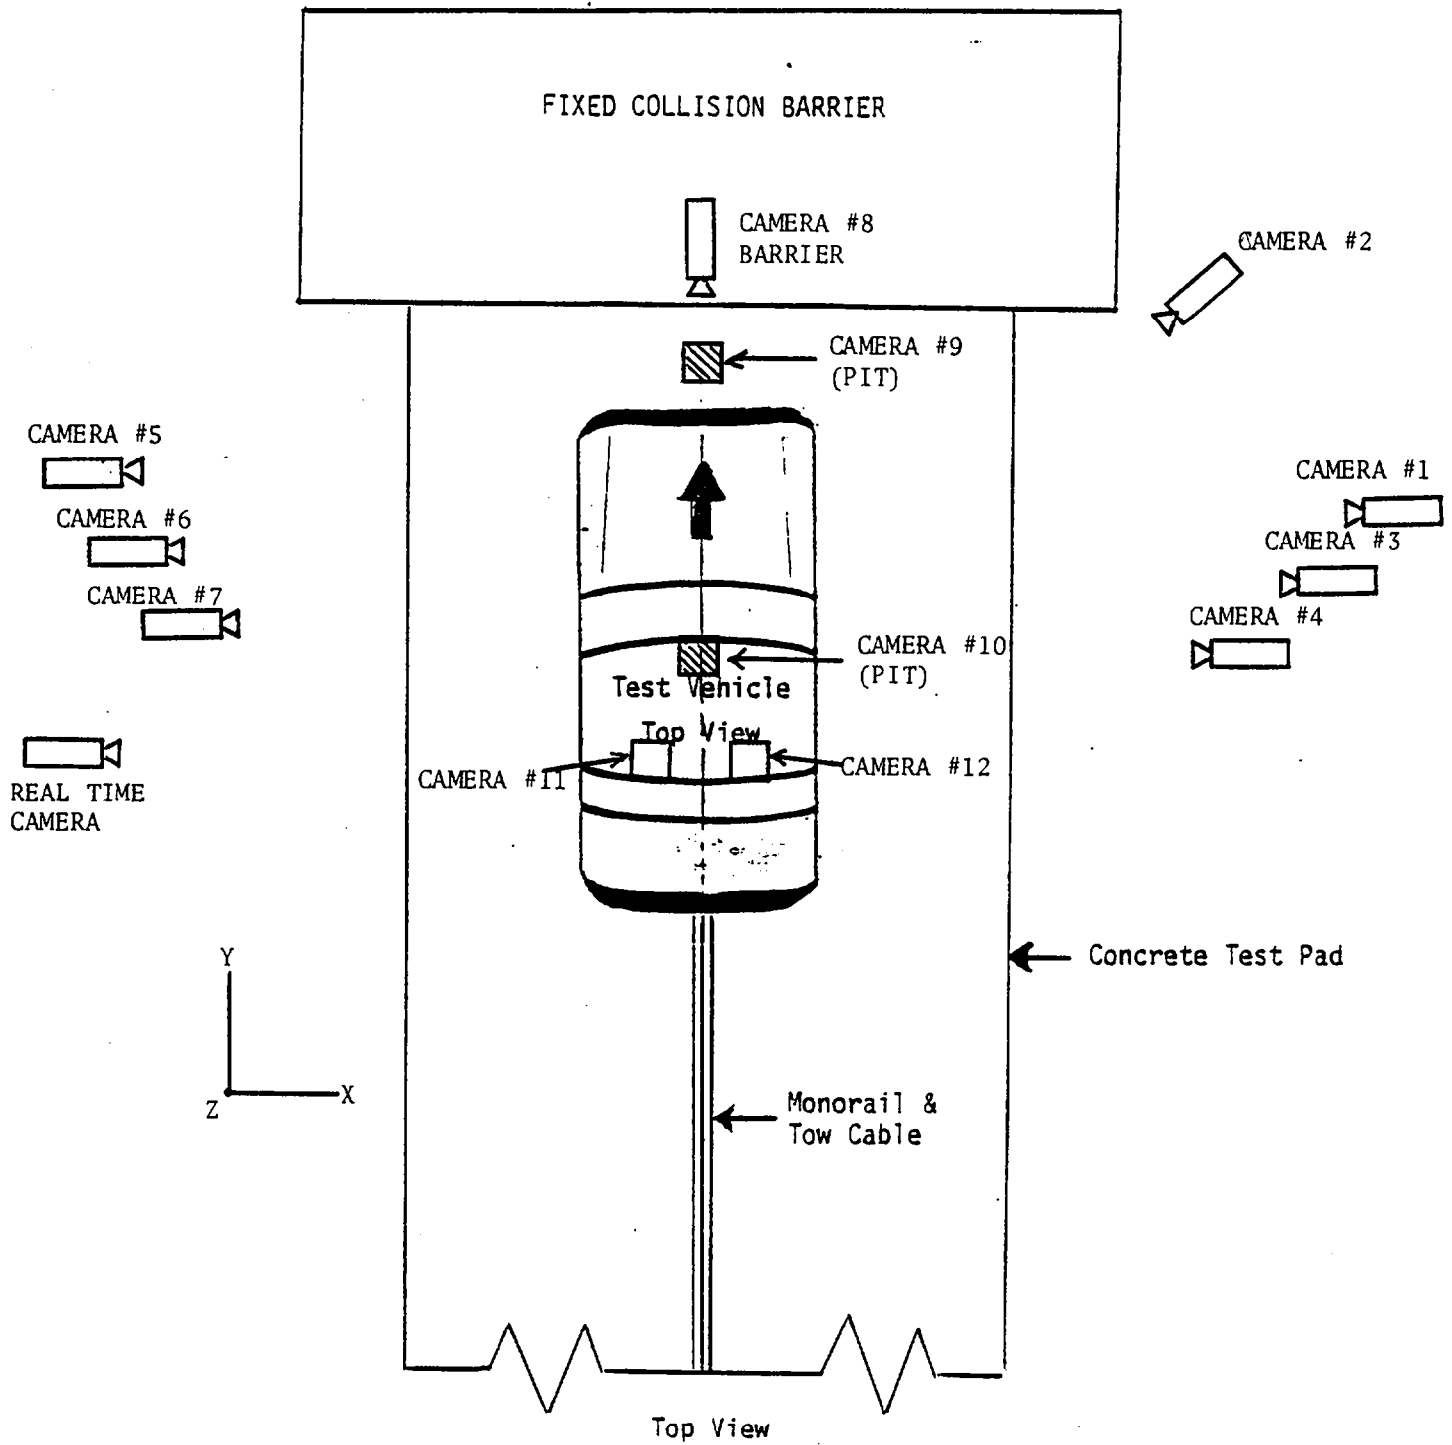 FIXED COLLISION BARRIER
CAMERA #8
BARRIER
CAMERA #2
CAMERA #9
(PIT)
CAMERA #5
CAMERA #1
CAMERA #6
CAMERA #3
CAMERA #7
CAMERA #4
CAMERA #10
(PIT)
Test Vehicle
Top View
CAMERA #11
CAMERA #12
REAL TIME
CAMERA
Y
Concrete Test Pad
Z
X
Monorail &
Tow Cable
Top View